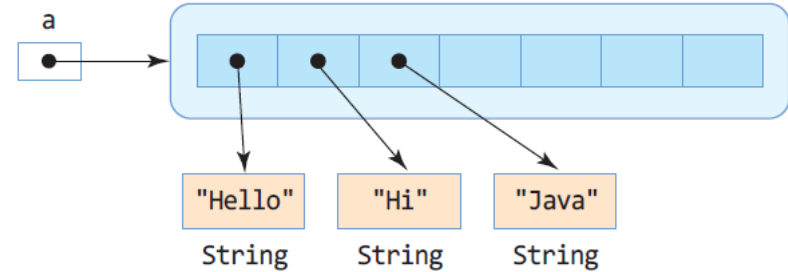 a
"Hello" "Hi" "Java"
String String String